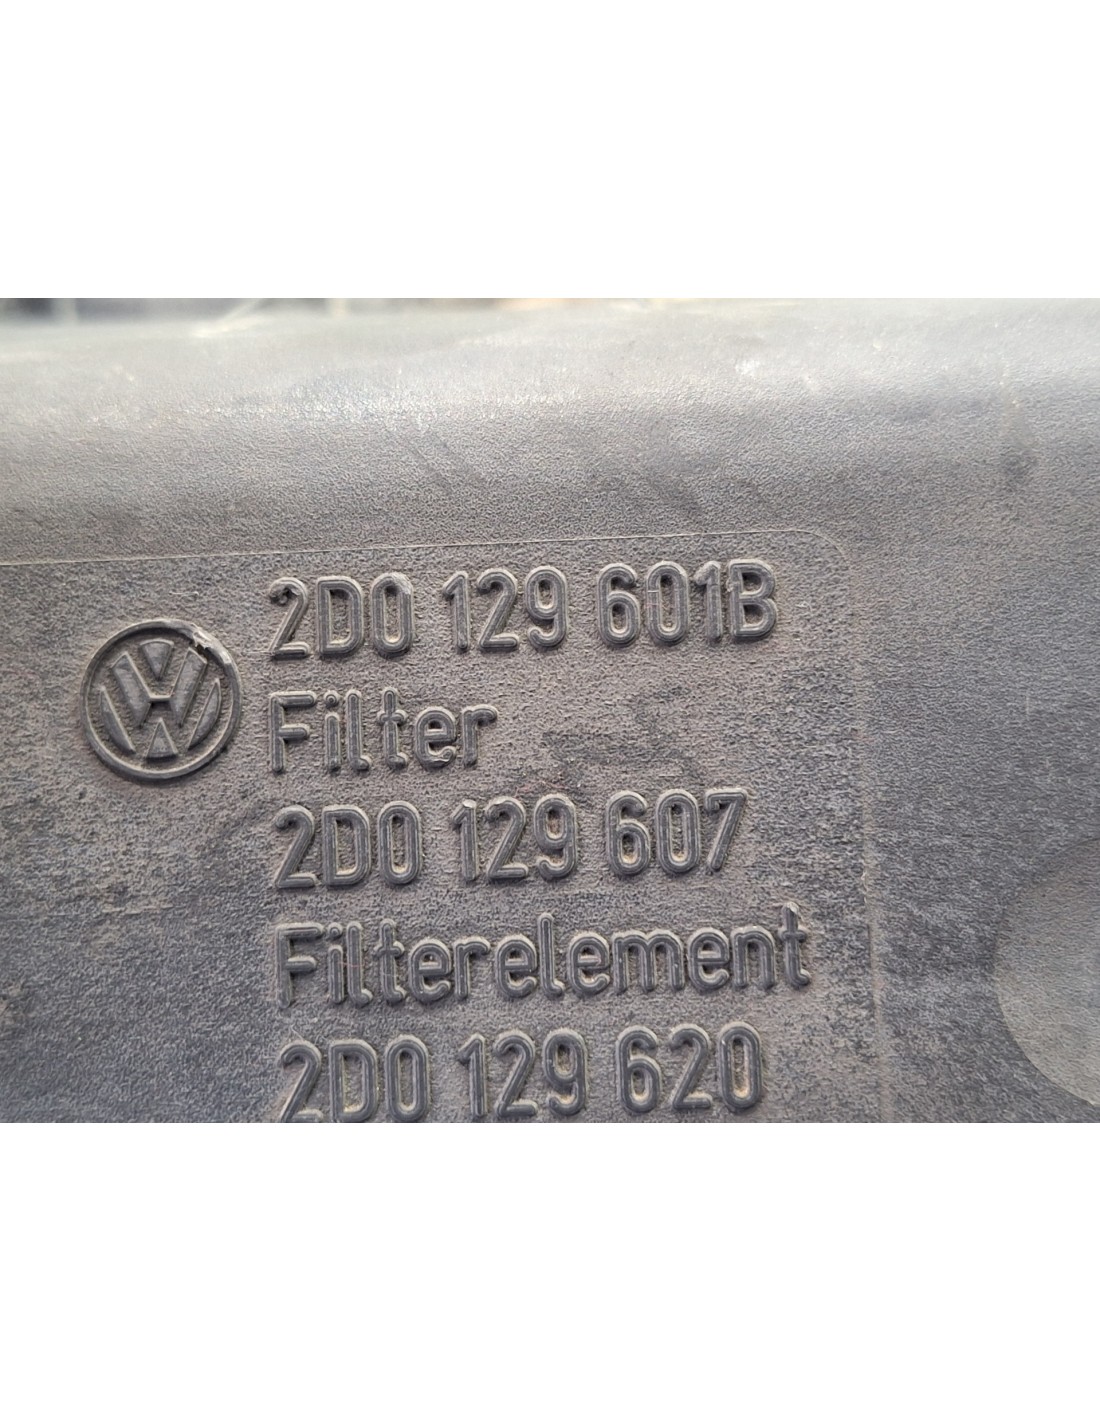 2D0 129 601B
Filter
2D0 129 607
Filterelement
2D0 129 620